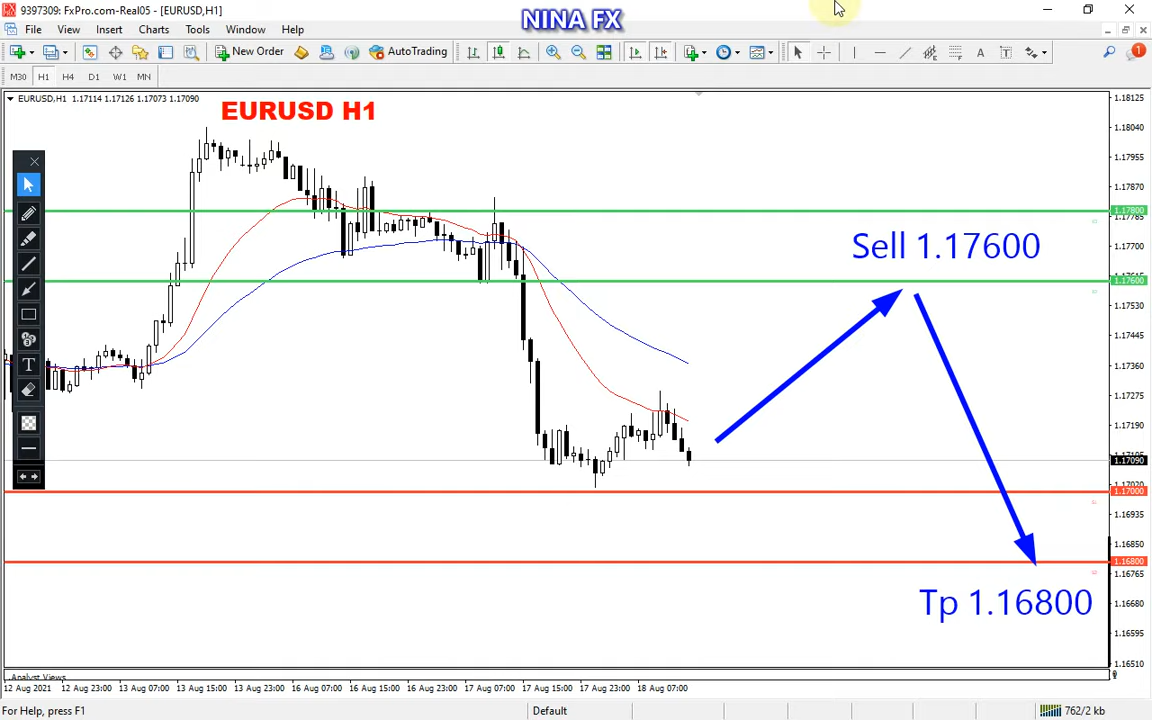 9397309: FxPro.com-Real05 - [EURUSD,H1]
NINA FX
File View Insert Charts Tools Window Help
New Order AutoTrading
A T 1
M30 H1 H4 D1 W1 MN
EURUSD,H1 1.17114 1.17126 1.17073 1.17090
EURUSD H1
1.18125
1.18040
1.17955
1.17870
1.17800
1.17785
1.17700
Sell 1.17600
1.17600
1.17530
1.17445
1.17360
T
1.17275
1.17190
1.17090
1.17000
1.16935
1.16850
1.16800
1.16765
Tp 1.16800
1.16680
1.16595
1.16510
Analyst Views
12 Aug 2021 12 Aug 23:00 13 Aug 07:00 13 Aug 15:00 13 Aug 23:00 16 Aug 07:00 16 Aug 15:00 16 Aug 23:00 17 Aug 07:00 17 Aug 15:00 17 Aug 23:00 18 Aug 07:00
For Help, press F1 Default 762/2 kb